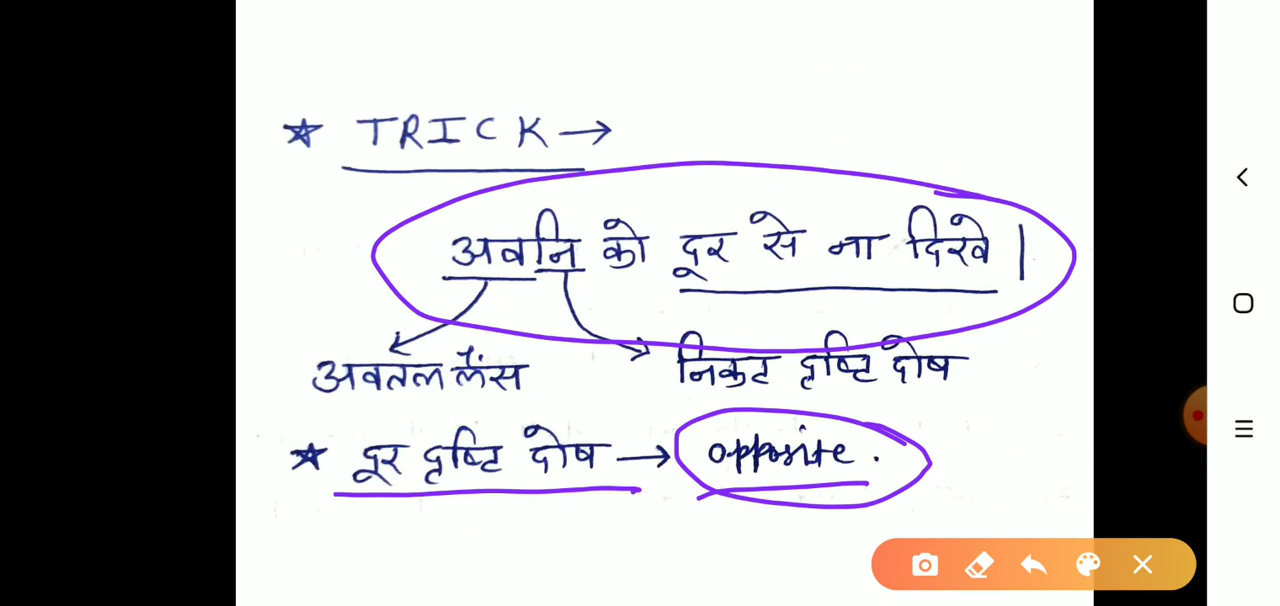 ★ TRICK →
अवनि को दूर से ना दिखे |
अवतल लैंस निकट दृष्टि दोष
★ दूर दृष्टि दोष → opposite.